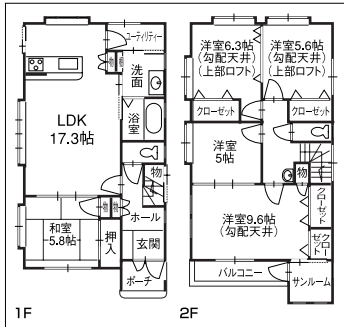 ユーティリティー
物
洗面
浴室
LDK
17.3帖
物
物
物
ホール
和室
5.8帖
押入
玄関
ポーチ
1F
洋室6.3帖
(勾配天井)
(上部ロフト)
洋室5.6帖
(勾配天井)
(上部ロフト)
クローゼット
クローゼット
洋室
5帖
物
洋室9.6帖
(勾配天井)
クローゼット
クローゼット
バルコニー
サンルーム
2F